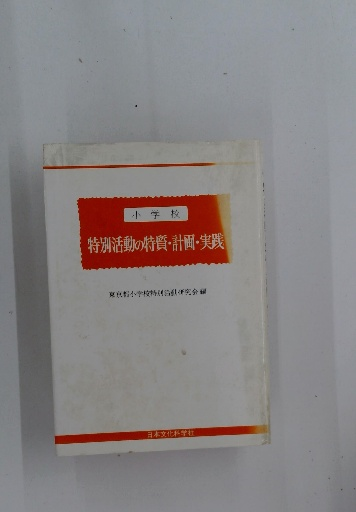 小学校
特別活動の特質・計画・実践
東京都小学校特別活動研究会編
日本文化科学社